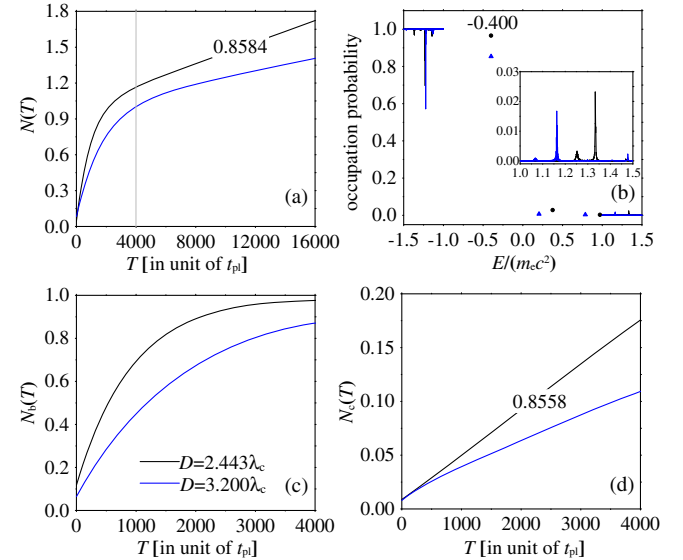 1.8
1.5
1.2
0.9
0.6
0.3
0.0
N(T)
0.8584
(a)
0 4000 8000 12000 16000
T [in unit of tpl]
1.0
0.8
0.6
0.4
0.2
0.0
occupation probability
-0.400
0.03
0.02
0.01
0.00
1.0 1.1 1.2 1.3 1.4 1.5
(b)
-1.5 -1.0 -0.5 0.0 0.5 1.0 1.5
E/(mec²)
1.0
0.8
0.6
0.4
0.2
0.0
Nb(T)
D=2.443λc
D=3.200λc
(c)
0 1000 2000 3000 4000
T [in unit of tpl]
0.20
0.15
0.10
0.05
0.00
Nc(T)
0.8558
(d)
0 1000 2000 3000 4000
T [in unit of tpl]